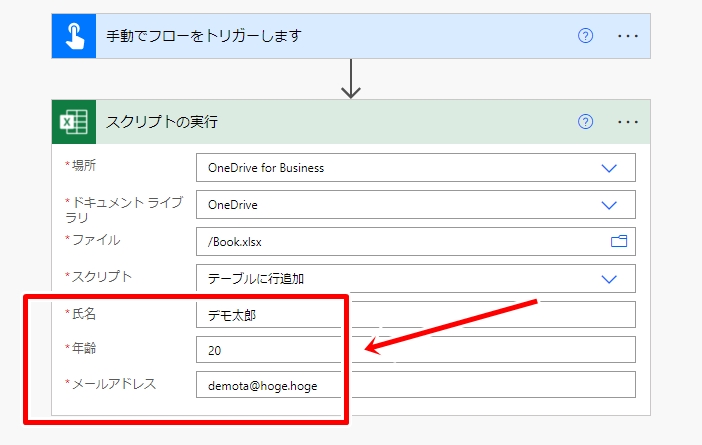 手動でフローをトリガーします
スクリプトの実行
*場所
OneDrive for Business
*ドキュメント ライブ
ラリ
OneDrive
*ファイル
/Book.xlsx
*スクリプト
テーブルに行追加
*氏名
デモ太郎
*年齢
20
*メールアドレス
demota@hoge.hoge